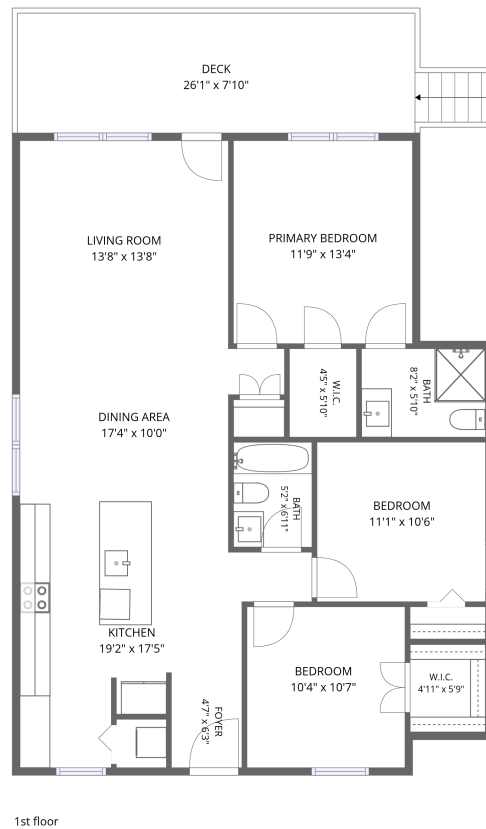 DECK
26'1" x 7'10"
LIVING ROOM
13'8" x 13'8"
PRIMARY BEDROOM
11'9" x 13'4"
W.I.C.
4'5" x 5'10"
BATH
8'2" x 5'10"
DINING AREA
17'4" x 10'0"
BATH
5'2" x 6'11"
BEDROOM
11'1" x 10'6"
KITCHEN
19'2" x 17'5"
BEDROOM
10'4" x 10'7"
W.I.C.
4'11" x 5'9"
FOYER
4'7" x 6'3"
1st floor